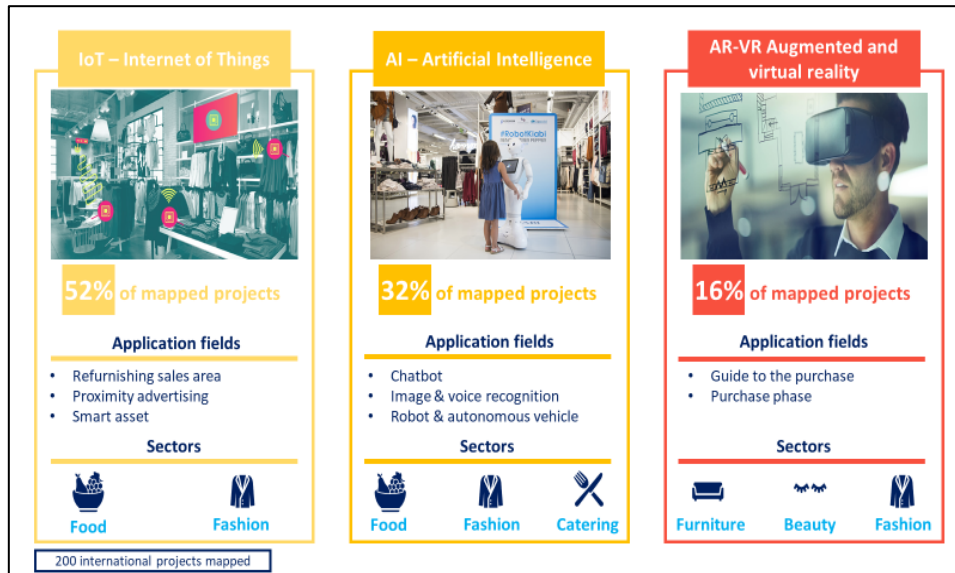 IoT – Internet of Things
52% of mapped projects
Application fields
• Refurnishing sales area
• Proximity advertising
• Smart asset
Sectors
Food
Fashion
AI – Artificial Intelligence
#RobotKiabi
32% of mapped projects
Application fields
• Chatbot
• Image & voice recognition
• Robot & autonomous vehicle
Sectors
Food
Fashion
Catering
AR-VR Augmented and
virtual reality
16% of mapped projects
Application fields
• Guide to the purchase
• Purchase phase
Sectors
Furniture
Beauty
Fashion
200 international projects mapped